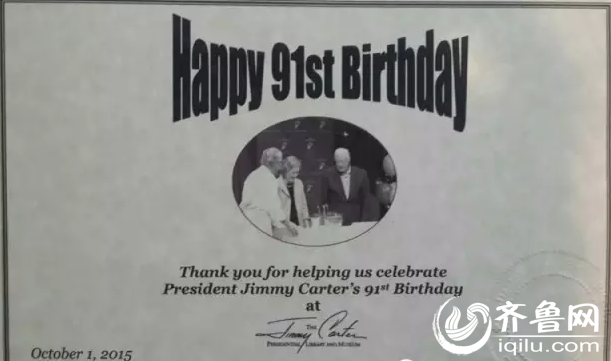 Happy 91st Birthday
Thank you for helping us celebrate
President Jimmy Carter's 91st Birthday
at
THE
Jimmy Carter
PRESIDENTIAL LIBRARY AND MUSEUM
October 1, 2015
齐鲁网
iqilu.com